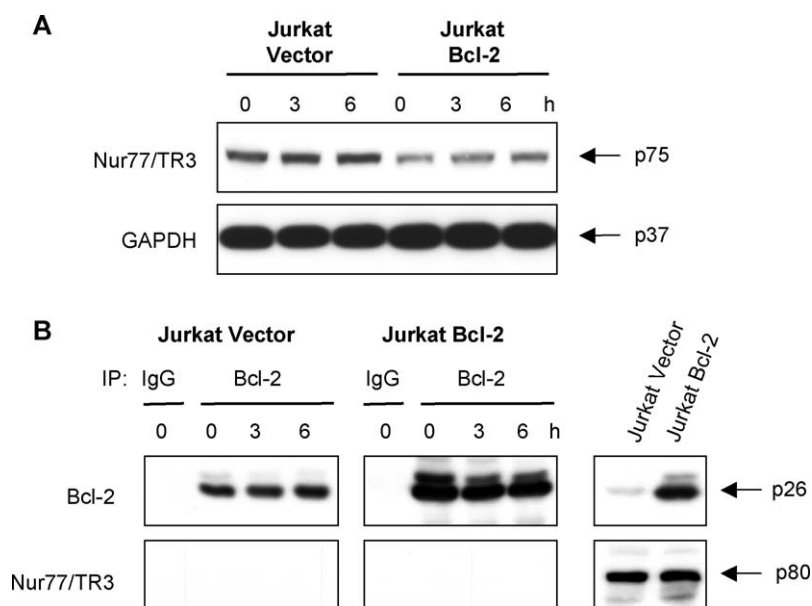 A
Jurkat Vector
Jurkat Bcl-2
0 3 6 0 3 6 h
Nur77/TR3 p75
GAPDH p37
B
Jurkat Vector
Jurkat Bcl-2
Jurkat Vector
Jurkat Bcl-2
IP: IgG Bcl-2 IgG Bcl-2
0 0 3 6 0 0 3 6 h
Bcl-2 p26
Nur77/TR3 p80